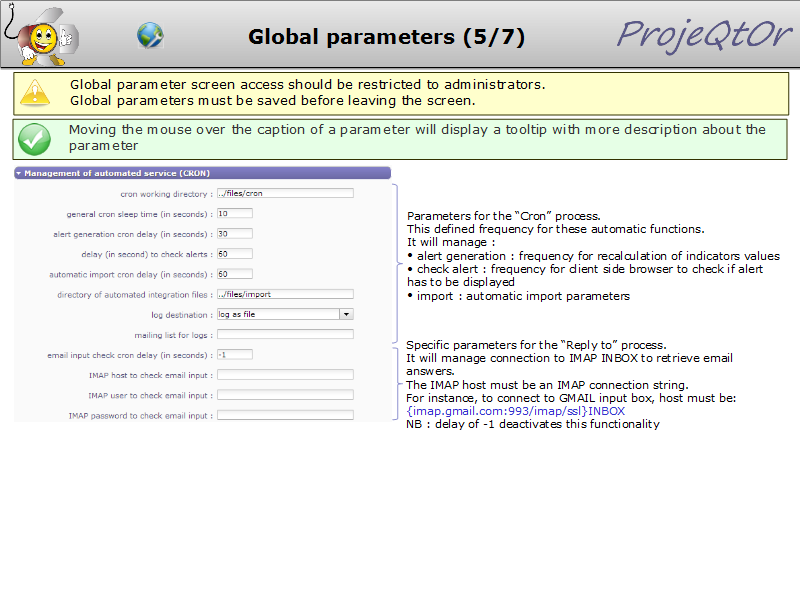 Global parameters (5/7)
ProjeQtOr
Global parameter screen access should be restricted to administrators.
Global parameters must be saved before leaving the screen.
Moving the mouse over the caption of a parameter will display a tooltip with more description about the
parameter
Management of automated service (CRON)
cron working directory : ../files/cron
general cron sleep time (in seconds) : 10
alert generation cron delay (in seconds) : 30
delay (in second) to check alerts : 60
automatic import cron delay (in seconds) : 60
directory of automated integration files : ../files/import
log destination : log as file
mailing list for logs :
email input check cron delay (in seconds) : -1
IMAP host to check email input :
IMAP user to check email input :
IMAP password to check email input :
Parameters for the “Cron” process.
This defined frequency for these automatic functions.
It will manage :
• alert generation : frequency for recalculation of indicators values
• check alert : frequency for client side browser to check if alert
has to be displayed
• import : automatic import parameters
Specific parameters for the “Reply to” process.
It will manage connection to IMAP INBOX to retrieve email
answers.
The IMAP host must be an IMAP connection string.
For instance, to connect to GMAIL input box, host must be:
{imap.gmail.com:993/imap/ssl}INBOX
NB : delay of -1 deactivates this functionality